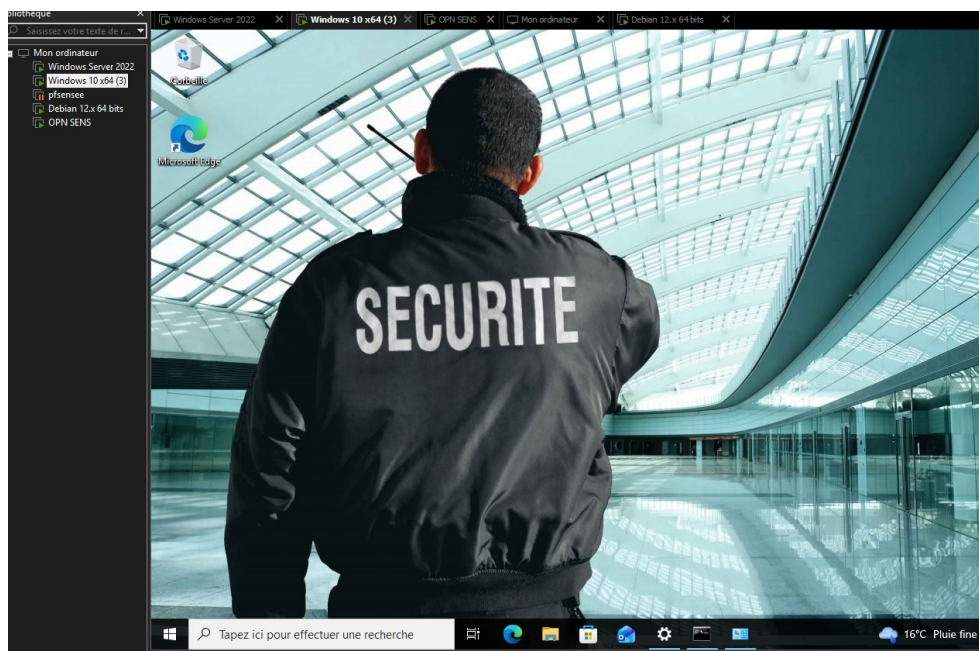 Windows Server 2022
Windows 10 x64 (3)
OPN SENS
Mon ordinateur
Debian 12.x 64 bits
Saisissez votre texte de r...
Mon ordinateur
Windows Server 2022
Windows 10 x64 (3)
pfsensee
Debian 12.x 64 bits
OPN SENS
Corbeille
Microsoft Edge
SECURITE
Tapez ici pour effectuer une recherche
16°C Pluie fine